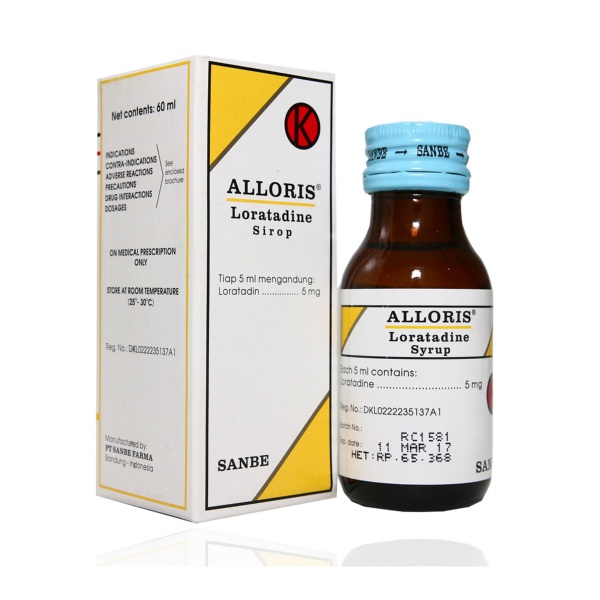 Net contents: 60 ml
INDICATIONS
CONTRA-INDICATIONS
ADVERSE REACTIONS
PRECAUTIONS
DRUG INTERACTIONS
DOSAGES
See
enclosed
brochure
ON MEDICAL PRESCRIPTION
ONLY
STORE AT ROOM TEMPERATURE
(25°- 30°C)
Reg. No.: DKL0222235137A1
Manufactured by:
PT SANBE FARMA
Bandung - Indonesia
K
ALLORIS®
Loratadine
Sirop
Tiap 5 ml mengandung:
Loratadin ............... 5 mg
SANBE
SANBE → SANBE →
ALLORIS®
Loratadine
Syrup
Each 5 ml contains:
Loratadine ......................... 5 mg
Reg. No.: DKL0222235137A1
Batch No.: RC1581
Exp. date: 11 MAR 17
HET:RP.65.368
SAN